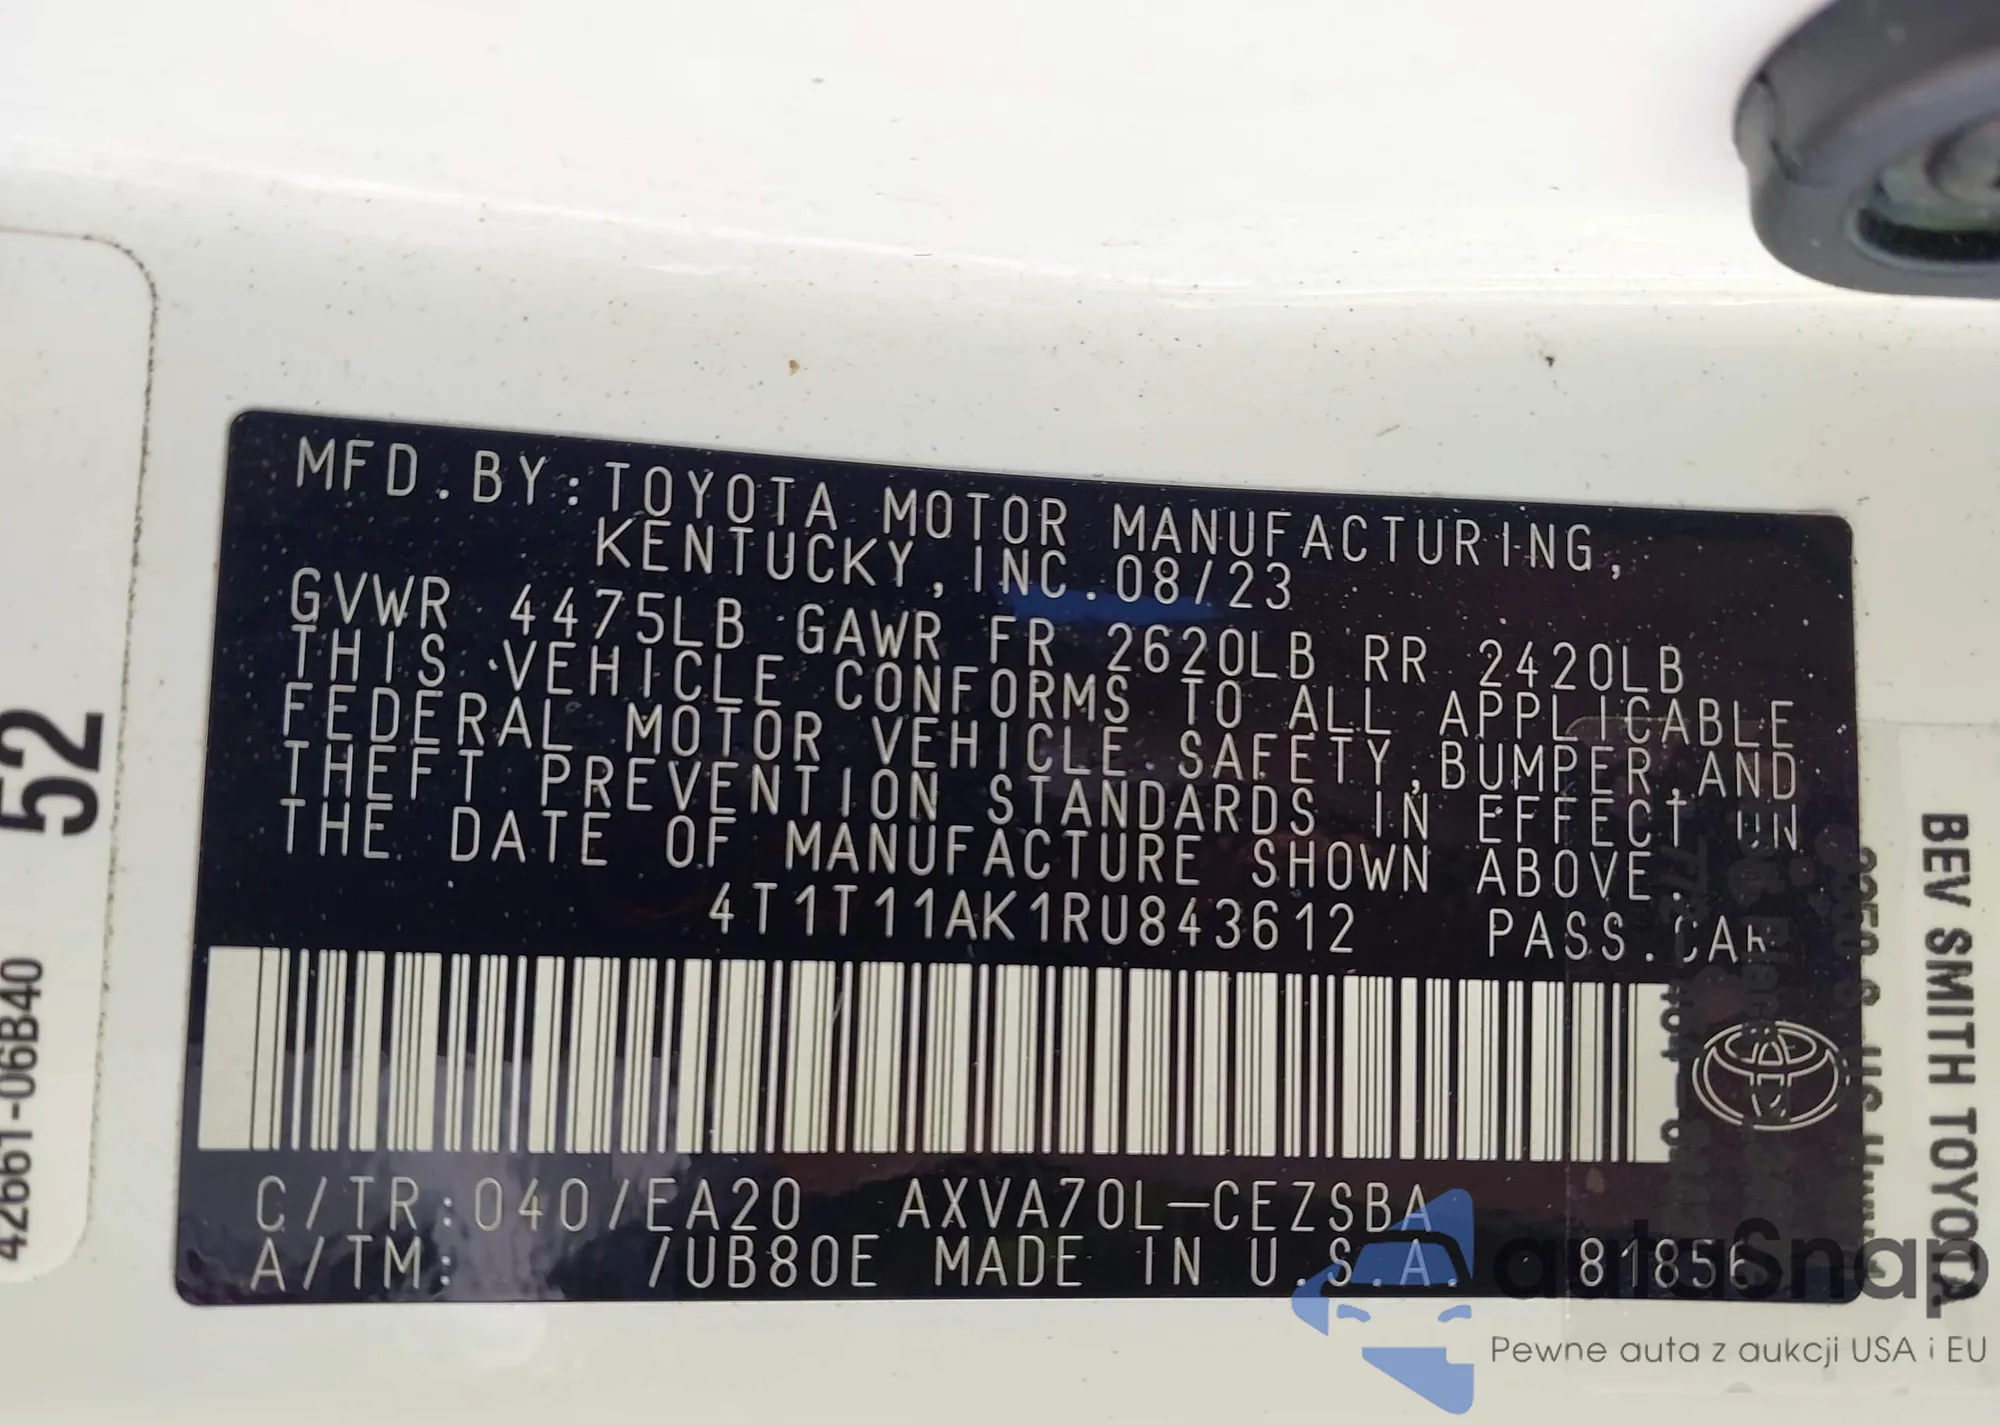 MFD.BY:TOYOTA MOTOR MANUFACTURING,
KENTUCKY,INC.08/23
GVWR 4475LB GAWR FR 2620LB RR 2420LB
THIS VEHICLE CONFORMS TO ALL APPLICABLE
FEDERAL MOTOR VEHICLE SAFETY,BUMPER,AND
THEFT PREVENTION STANDARDS IN EFFECT ON
THE DATE OF MANUFACTURE SHOWN ABOVE.
4T1T11AK1RU843612 PASS.CAR
C/TR:040/EA20 AXVA70L-CEZSBA
A/TM: /UB80E MADE IN U.S.A. 81856
52
42661-06B40
BEV SMITH TOYOTA
autoSnap
Pewne auta z aukcji USA i EU